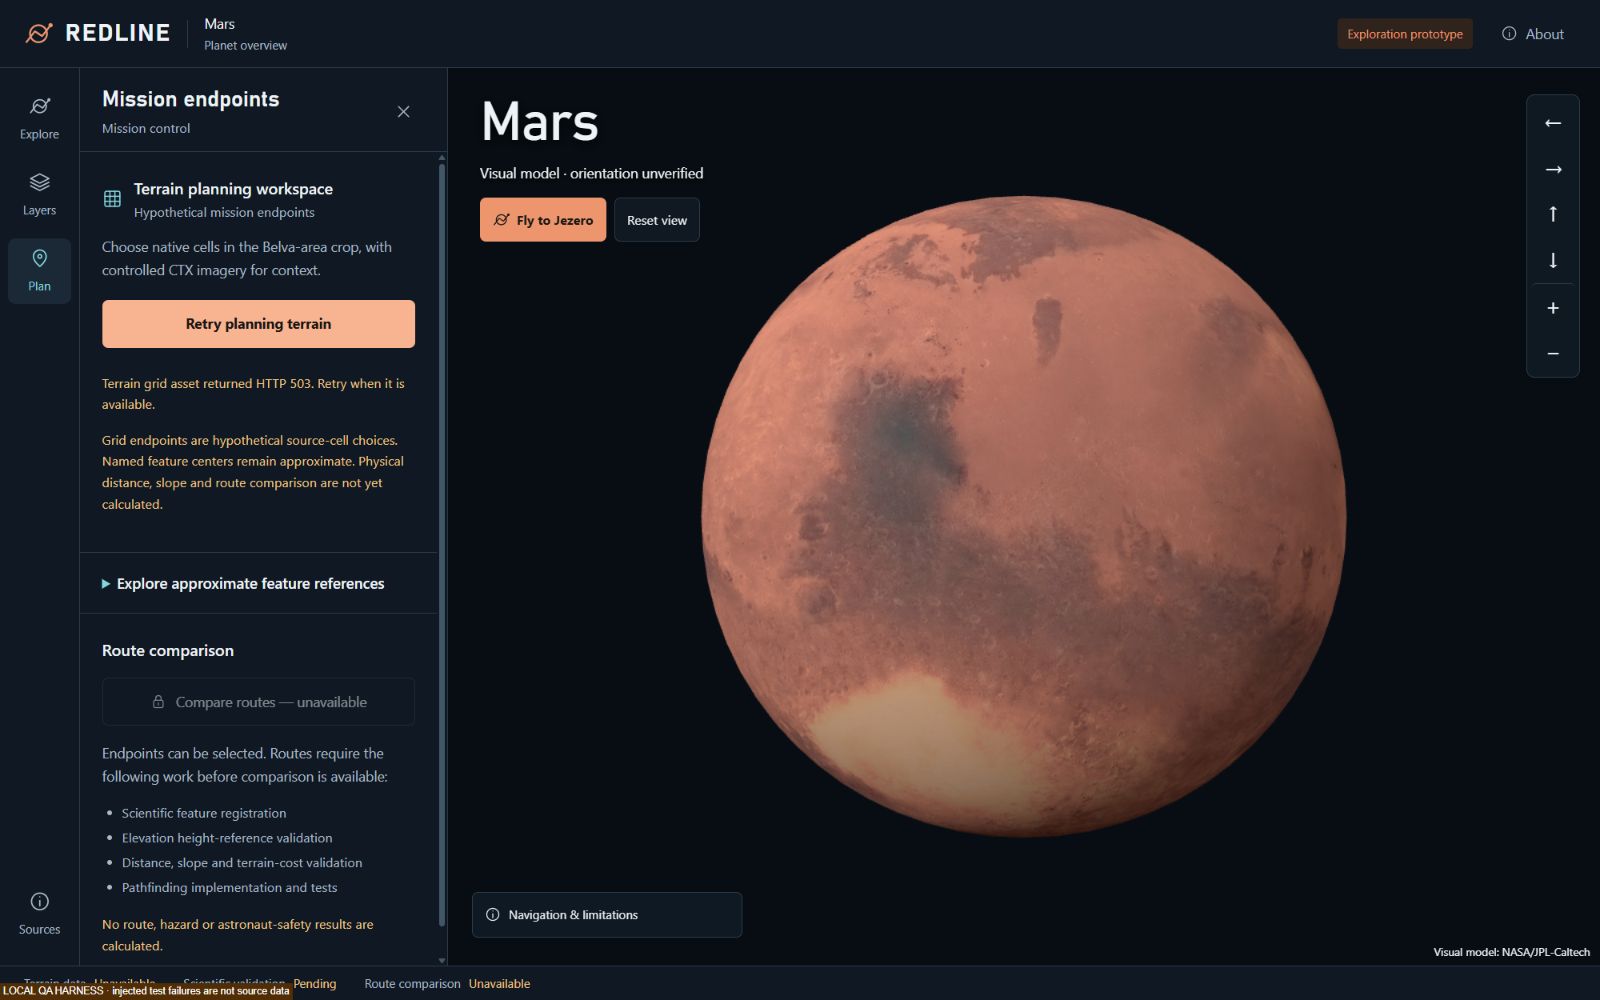 REDLINE
Mars
Planet overview
Exploration prototype
About
Explore
Layers
Plan
Sources
Mission endpoints
Mission control
Terrain planning workspace
Hypothetical mission endpoints
Choose native cells in the Belva-area crop, with
controlled CTX imagery for context.
Retry planning terrain
Terrain grid asset returned HTTP 503. Retry when it is
available.
Grid endpoints are hypothetical source-cell choices.
Named feature centers remain approximate. Physical
distance, slope and route comparison are not yet
calculated.
Explore approximate feature references
Route comparison
Compare routes — unavailable
Endpoints can be selected. Routes require the
following work before comparison is available:
• Scientific feature registration
• Elevation height-reference validation
• Distance, slope and terrain-cost validation
• Pathfinding implementation and tests
No route, hazard or astronaut-safety results are
calculated.
Mars
Visual model · orientation unverified
Fly to Jezero
Reset view
Navigation & limitations
Visual model: NASA/JPL-Caltech
Terrain data Unavailable Scientific validation Pending Route comparison Unavailable
LOCAL QA HARNESS · injected test failures are not source data